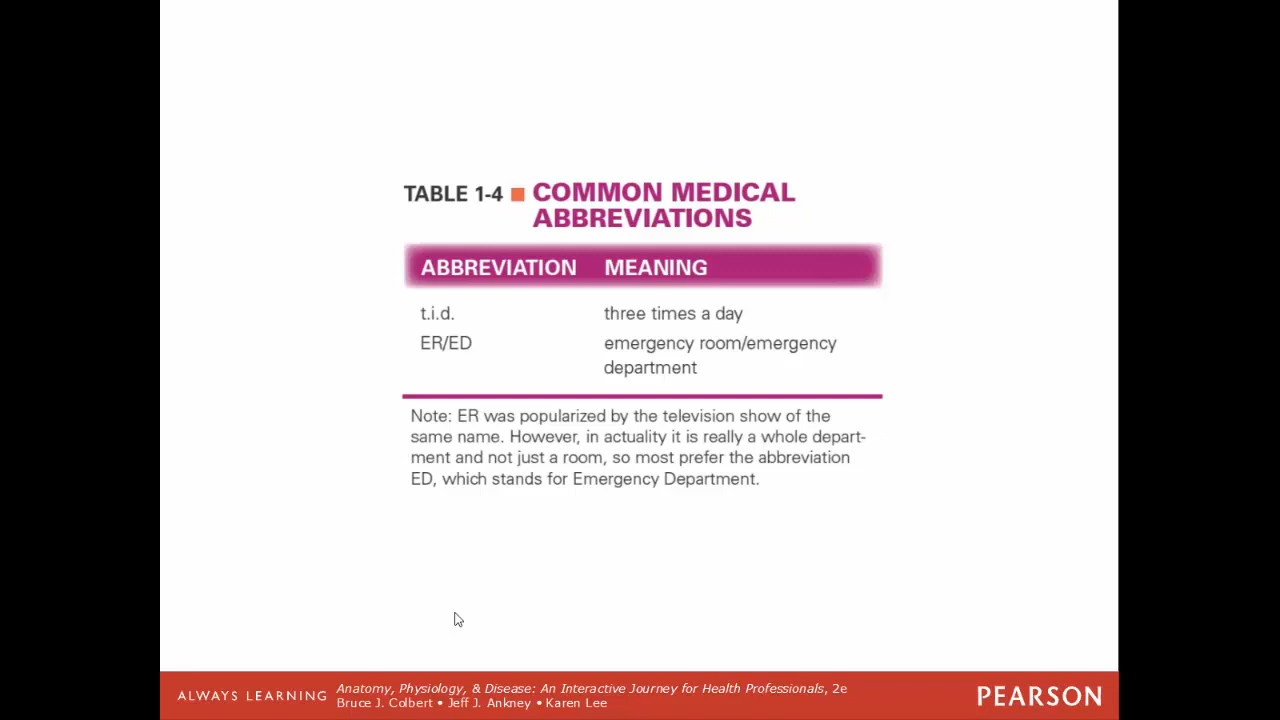 TABLE 1-4 ■ COMMON MEDICAL
ABBREVIATIONS
ABBREVIATION MEANING
t.i.d. three times a day
ER/ED emergency room/emergency
department
Note: ER was popularized by the television show of the
same name. However, in actuality it is really a whole depart-
ment and not just a room, so most prefer the abbreviation
ED, which stands for Emergency Department.
ALWAYS LEARNING
Anatomy, Physiology, & Disease: An Interactive Journey for Health Professionals, 2e
Bruce J. Colbert • Jeff J. Ankney • Karen Lee
PEARSON